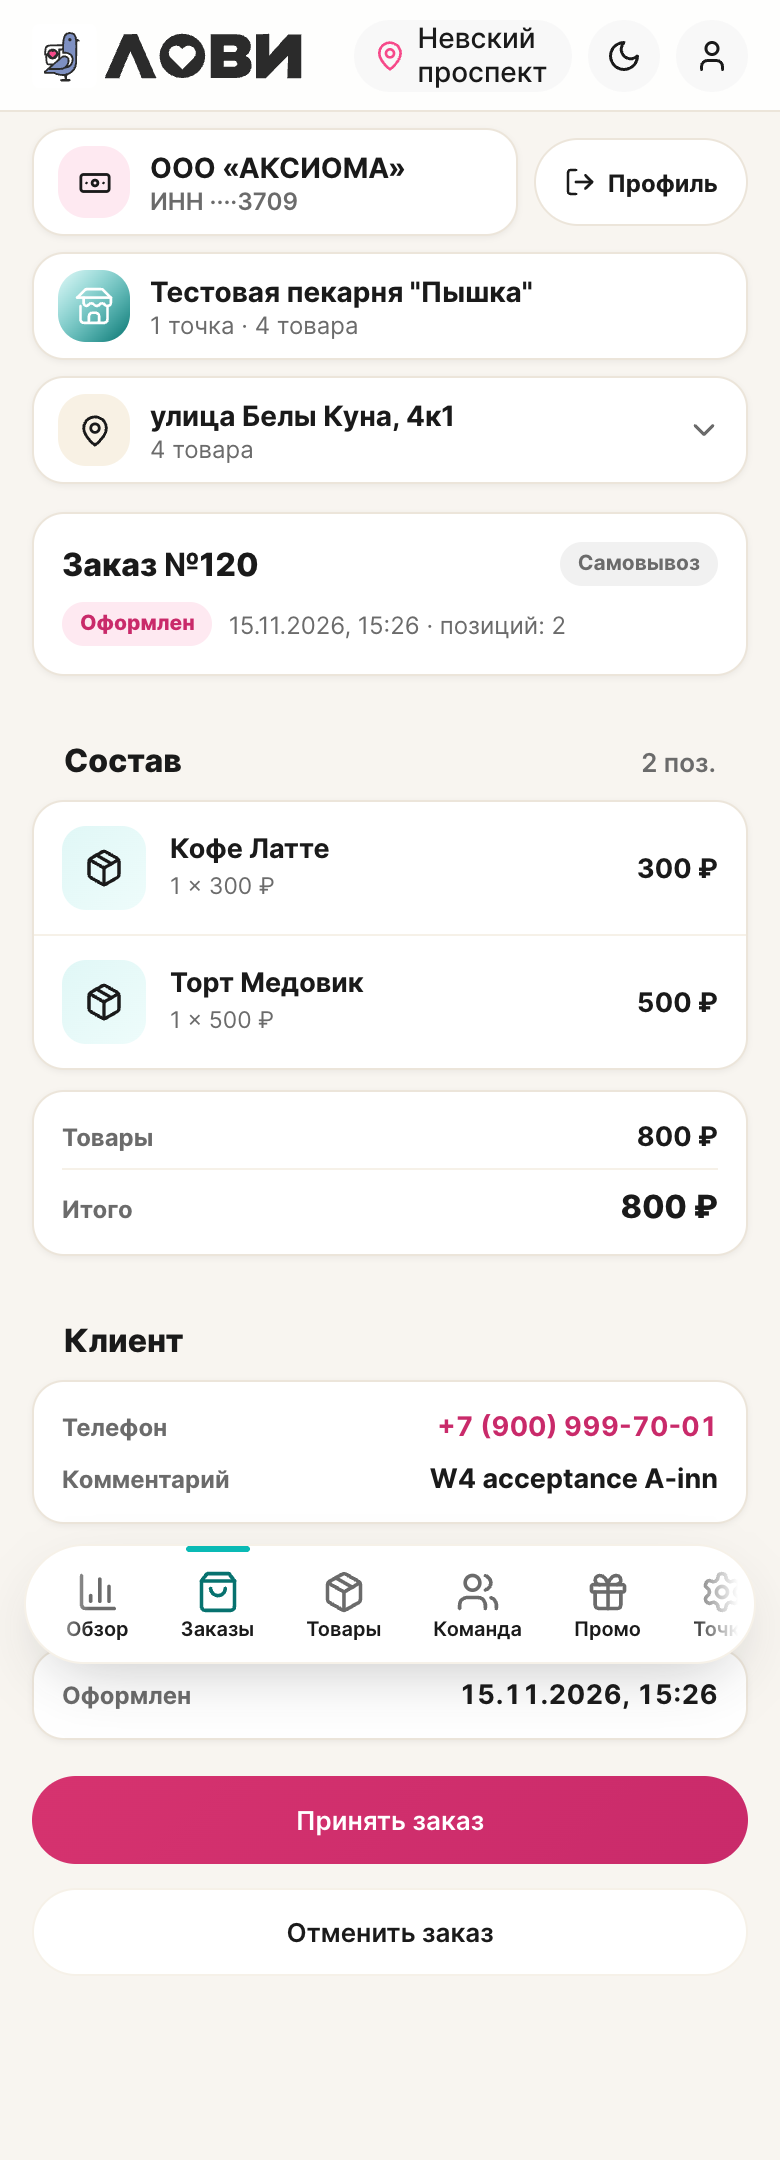 ЛОВИ
Невский
проспект
ООО «АКСИОМА»
ИНН ····3709
Профиль
Тестовая пекарня "Пышка"
1 точка · 4 товара
улица Белы Куна, 4к1
4 товара
Заказ №120
Самовывоз
Оформлен
15.11.2026, 15:26 · позиций: 2
Состав
2 поз.
Кофе Латте
1 × 300 ₽
300 ₽
Торт Медовик
1 × 500 ₽
500 ₽
Товары
800 ₽
Итого
800 ₽
Клиент
Телефон
+7 (900) 999-70-01
Комментарий
W4 acceptance A-inn
Обзор
Заказы
Товары
Команда
Промо
Оформлен
15.11.2026, 15:26
Принять заказ
Отменить заказ